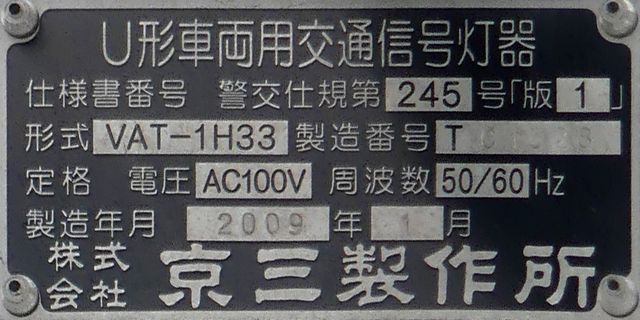 U形車両用交通信号灯器
仕様書番号 警交仕規第 245 号「版 1 」
形式 VAT-1H33 製造番号 T
定格 電圧 AC100V 周波数 50/60 Hz
製造年月 2009 年 1 月
株式会社 京三製作所